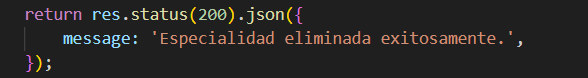 return res.status(200).json({
    message: 'Especialidad eliminada exitosamente.',
});